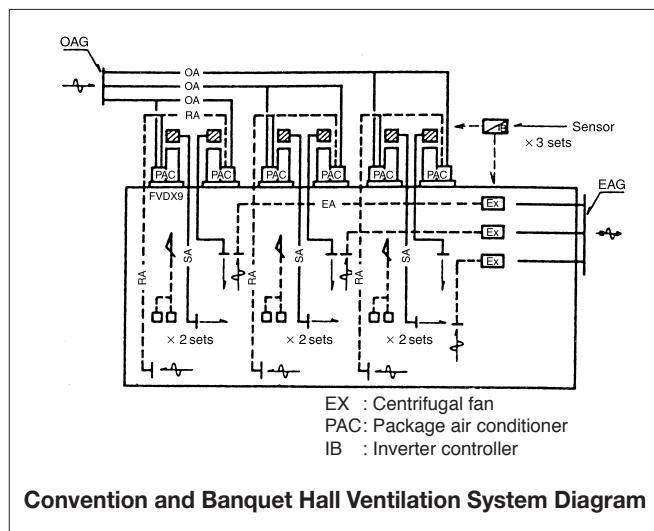 OAG
OA
OA
OA
RA
IB
Sensor
× 3 sets
PAC PAC PAC PAC PAC PAC
FVDX9
EAG
EA
Ex
Ex
Ex
RA SA RA SA RA SA
× 2 sets × 2 sets × 2 sets
EX : Centrifugal fan
PAC: Package air conditioner
IB : Inverter controller
Convention and Banquet Hall Ventilation System Diagram